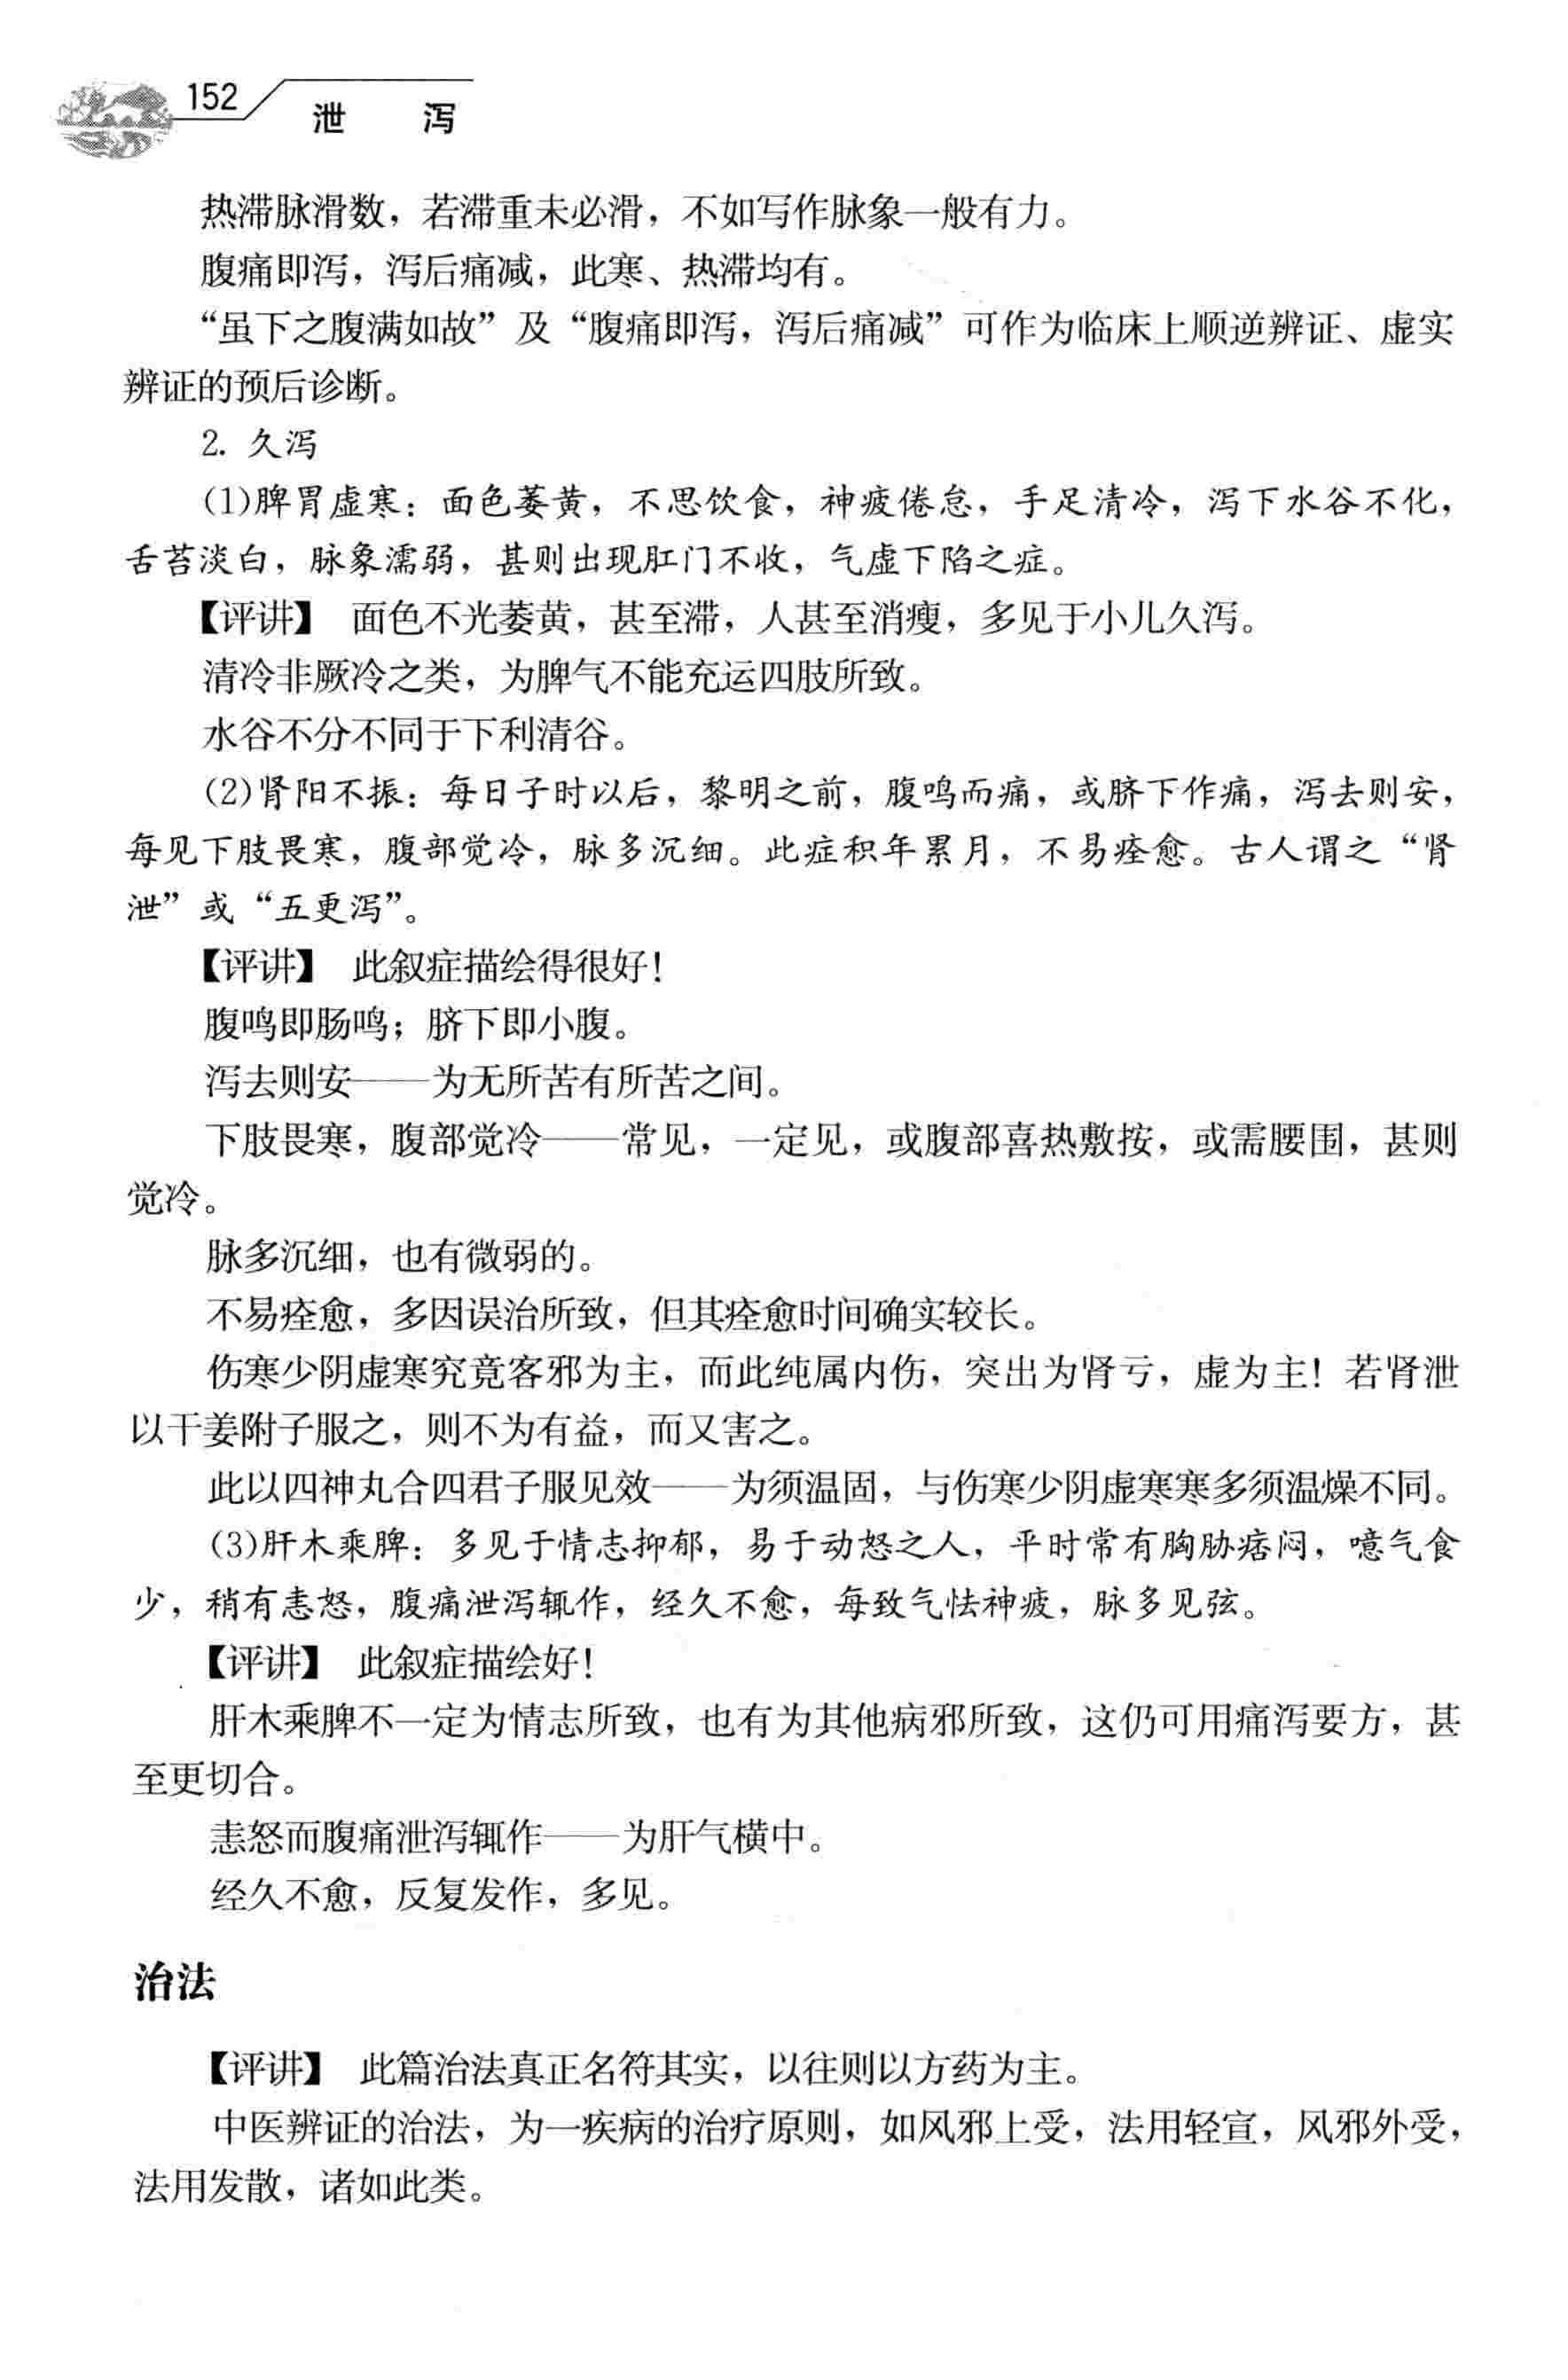 152
泄 泻
热滞脉滑数，若滞重未必滑，不如写作脉象一般有力。
腹痛即泻，泻后痛减，此寒、热滞均有。
“虽下之腹满如故”及“腹痛即泻，泻后痛减”可作为临床上顺逆辨证、虚实
辨证的预后诊断。
2. 久泻
(1)脾胃虚寒：面色萎黄，不思饮食，神疲倦怠，手足清冷，泻下水谷不化，
舌苔淡白，脉象濡弱，甚则出现肛门不收，气虚下陷之症。
【评讲】 面色不光萎黄，甚至滞，人甚至消瘦，多见于小儿久泻。
清冷非厥冷之类，为脾气不能充运四肢所致。
水谷不分不同于下利清谷。
(2)肾阳不振：每日子时以后，黎明之前，腹鸣而痛，或脐下作痛，泻去则安，
每见下肢畏寒，腹部觉冷，脉多沉细。此症积年累月，不易痊愈。古人谓之“肾
泄”或“五更泻”。
【评讲】 此叙症描绘得很好！
腹鸣即肠鸣；脐下即小腹。
泻去则安——为无所苦有所苦之间。
下肢畏寒，腹部觉冷——常见，一定见，或腹部喜热敷按，或需腰围，甚则
觉冷。
脉多沉细，也有微弱的。
不易痊愈，多因误治所致，但其痊愈时间确实较长。
伤寒少阴虚寒究竟客邪为主，而此纯属内伤，突出为肾亏，虚为主！若肾泄
以干姜附子服之，则不为有益，而又害之。
此以四神丸合四君子服见效——为须温固，与伤寒少阴虚寒寒多须温燥不同。
(3)肝木乘脾：多见于情志抑郁，易于动怒之人，平时常有胸胁痞闷，噫气食
少，稍有恚怒，腹痛泄泻辄作，经久不愈，每致气怯神疲，脉多见弦。
【评讲】 此叙症描绘好！
肝木乘脾不一定为情志所致，也有为其他病邪所致，这仍可用痛泻要方，甚
至更切合。
恚怒而腹痛泄泻辄作——为肝气横中。
经久不愈，反复发作，多见。
治法
【评讲】 此篇治法真正名符其实，以往则以方药为主。
中医辨证的治法，为一疾病的治疗原则，如风邪上受，法用轻宣，风邪外受，
法用发散，诸如此类。